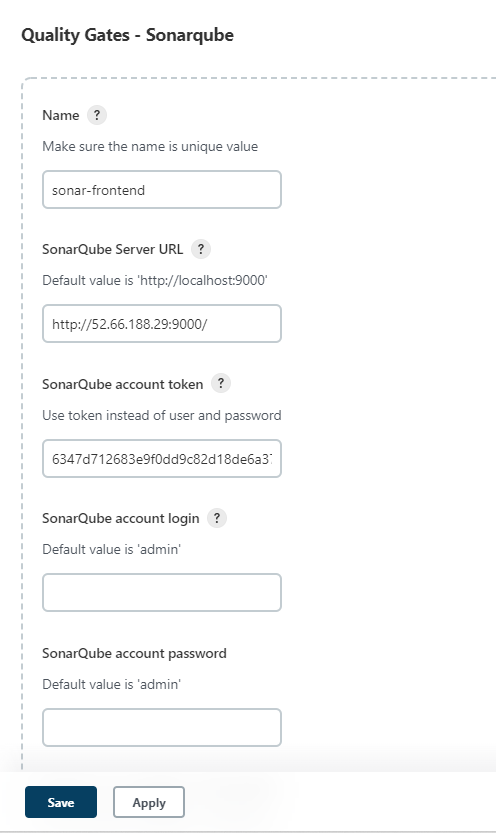 Quality Gates - Sonarqube
Name ?
Make sure the name is unique value
sonar-frontend
SonarQube Server URL ?
Default value is 'http://localhost:9000'
http://52.66.188.29:9000/
SonarQube account token ?
Use token instead of user and password
6347d712683e9f0dd9c82d18de6a3
SonarQube account login ?
Default value is 'admin'
SonarQube account password
Default value is 'admin'
Save
Apply